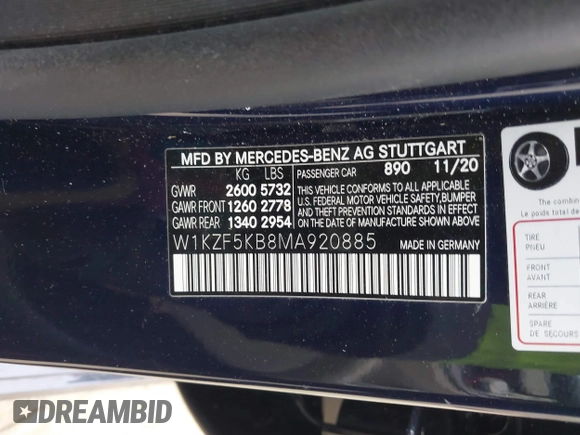 MFD BY MERCEDES-BENZ AG STUTTGART
KG LBS PASSENGER CAR 890 11/20
GVWR 2600 5732
GAWR FRONT 1260 2778
GAWR REAR 1340 2954
THIS VEHICLE CONFORMS TO ALL APPLICABLE
U.S. FEDERAL MOTOR VEHICLE SAFETY,BUMPER
AND THEFT PREVENTION STANDARDS IN EFFECT
ON THE DATE OF MANUFACTURE SHOWN ABOVE
W1KZF5KB8MA920885 MADE IN GERMANY
The combin
Le poids total de
TIRE
PNEU
FRONT
AVANT
REAR
ARRIÈRE
SPARE
DE SECOURS
DREAMBID